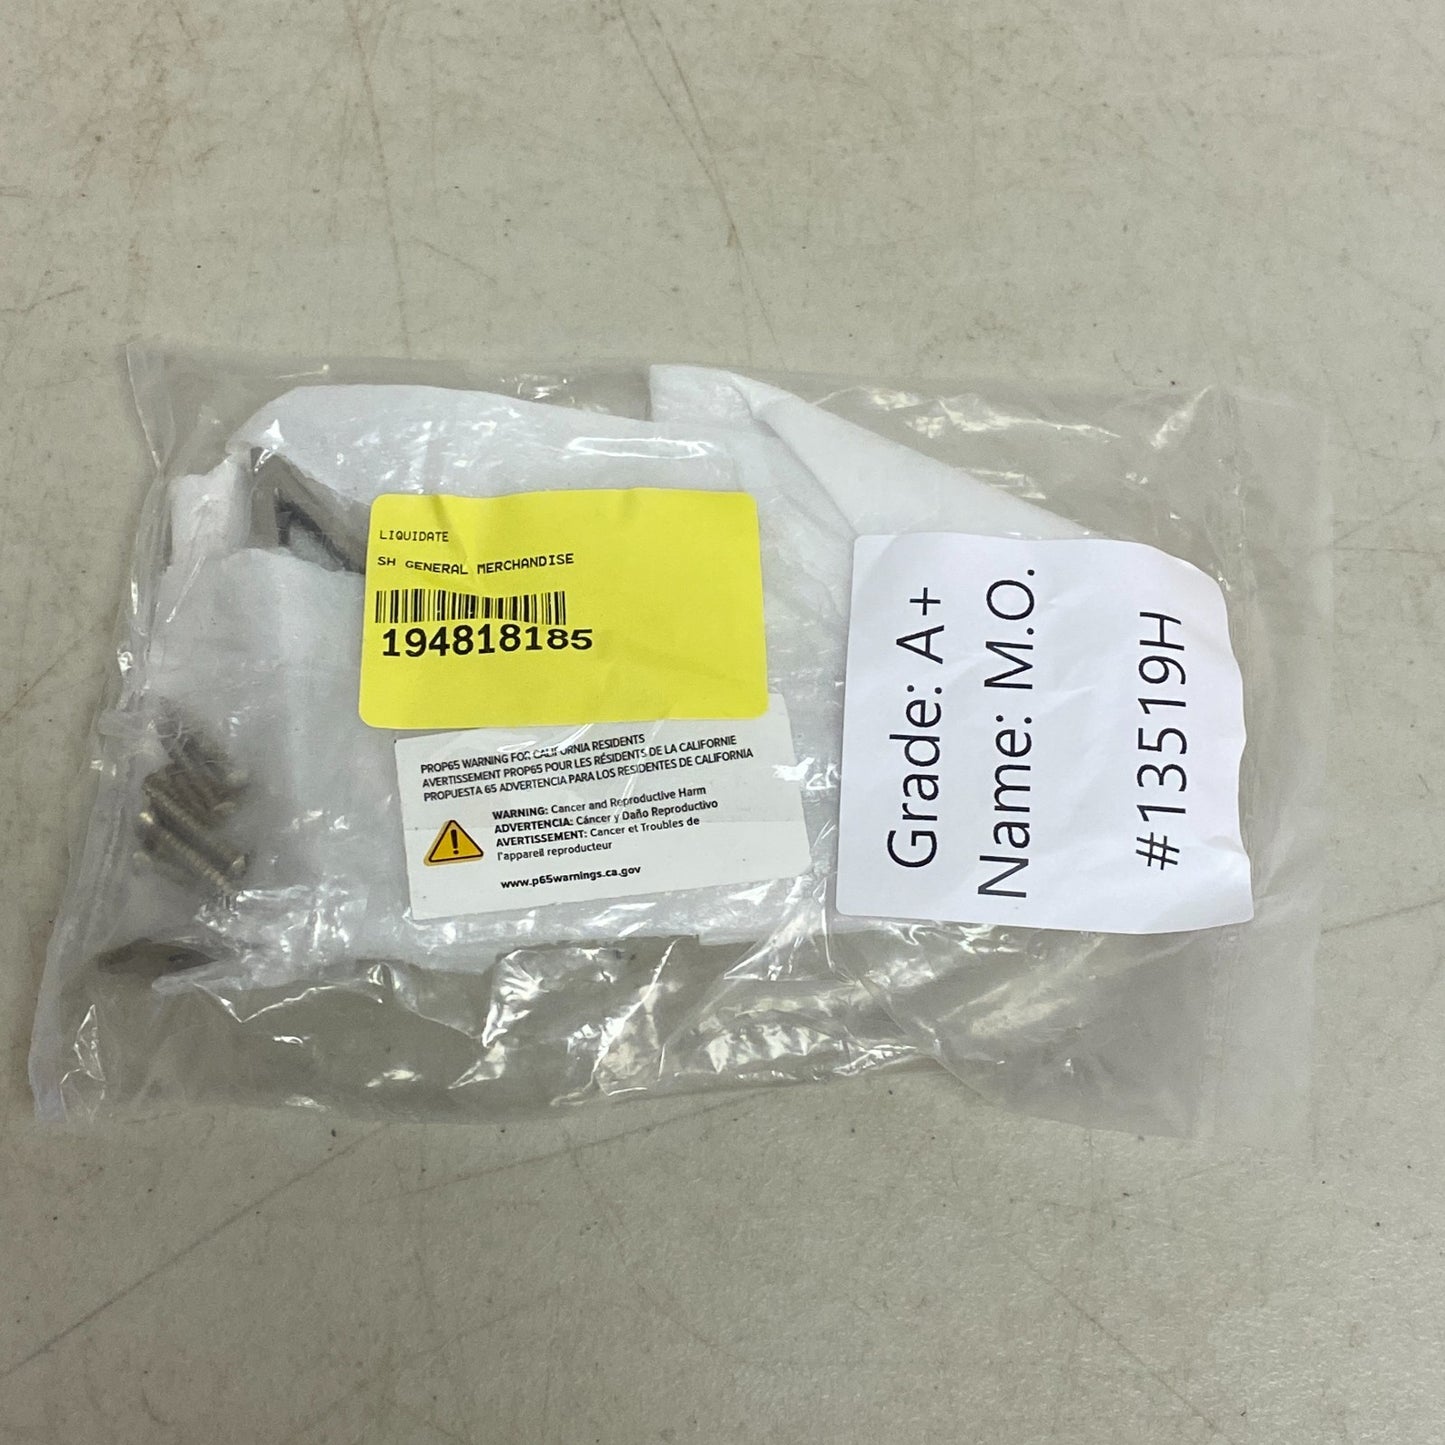 LIQUIDATE
SH GENERAL MERCHANDISE
194818185
PROP65 WARNING FOR CALIFORNIA RESIDENTS
AVERTISSEMENT PROP65 POUR LES RÉSIDENTS DE LA CALIFORNIE
PROPUESTA 65 ADVERTENCIA PARA LOS RESIDENTES DE CALIFORNIA
WARNING: Cancer and Reproductive Harm
ADVERTENCIA: Cáncer y Daño Reproductivo
AVERTISSEMENT: Cancer et Troubles de
l'appareil reproducteur
www.p65warnings.ca.gov
Grade: A+
Name: M.O.
#13519H